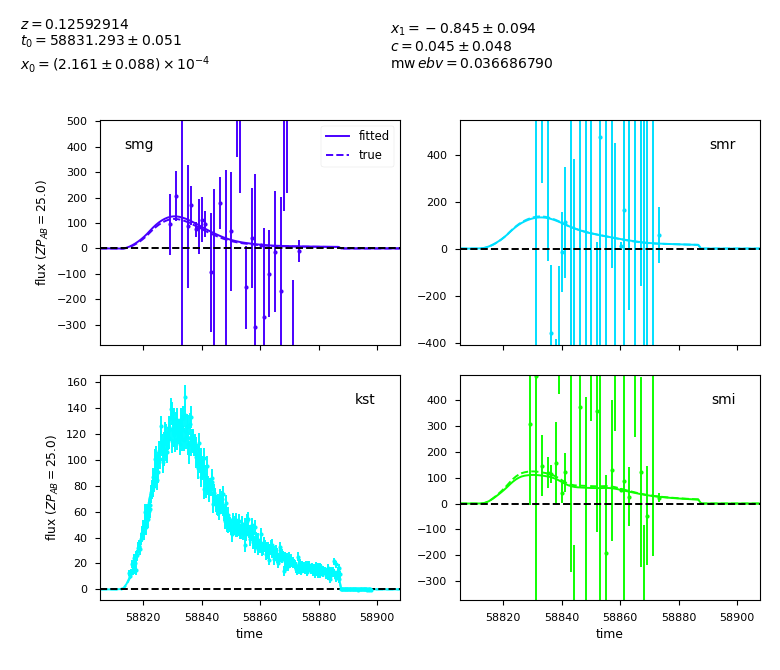 z = 0.12592914
t₀ = 58831.293 ± 0.051
x₀ = (2.161 ± 0.088) × 10⁻⁴
x₁ = −0.845 ± 0.094
c = 0.045 ± 0.048
mw ebv = 0.036686790
smg
fitted
true
500
400
300
200
100
0
−100
−200
−300
flux (ZP_AB = 25.0)
smr
400
200
0
−200
−400
kst
160
140
120
100
80
60
40
20
0
flux (ZP_AB = 25.0)
58820 58840 58860 58880 58900
time
smi
400
300
200
100
0
−100
−200
−300
58820 58840 58860 58880 58900
time